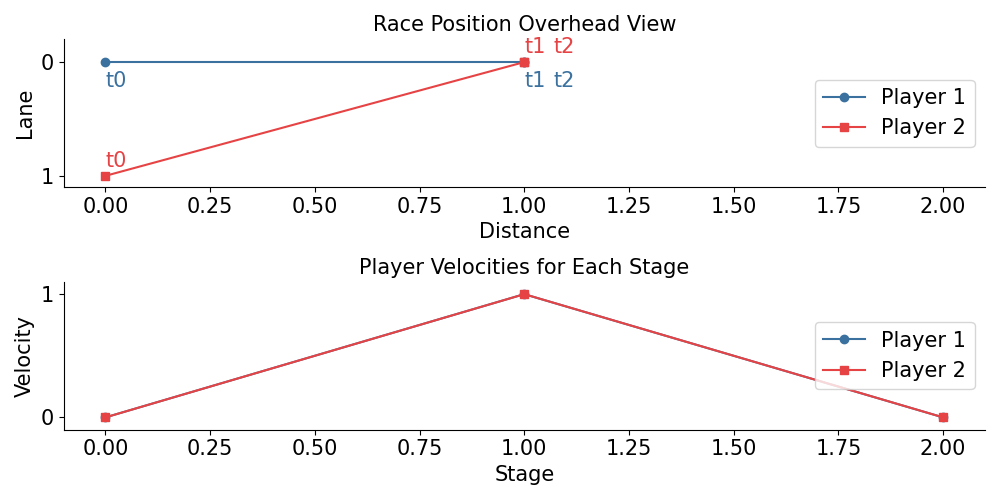 Race Position Overhead View
t1 t2
0
t0
t1 t2
Player 1
Player 2
Lane
t0
1
0.00 0.25 0.50 0.75 1.00 1.25 1.50 1.75 2.00
Distance
Player Velocities for Each Stage
1
Player 1
Player 2
Velocity
0
0.00 0.25 0.50 0.75 1.00 1.25 1.50 1.75 2.00
Stage